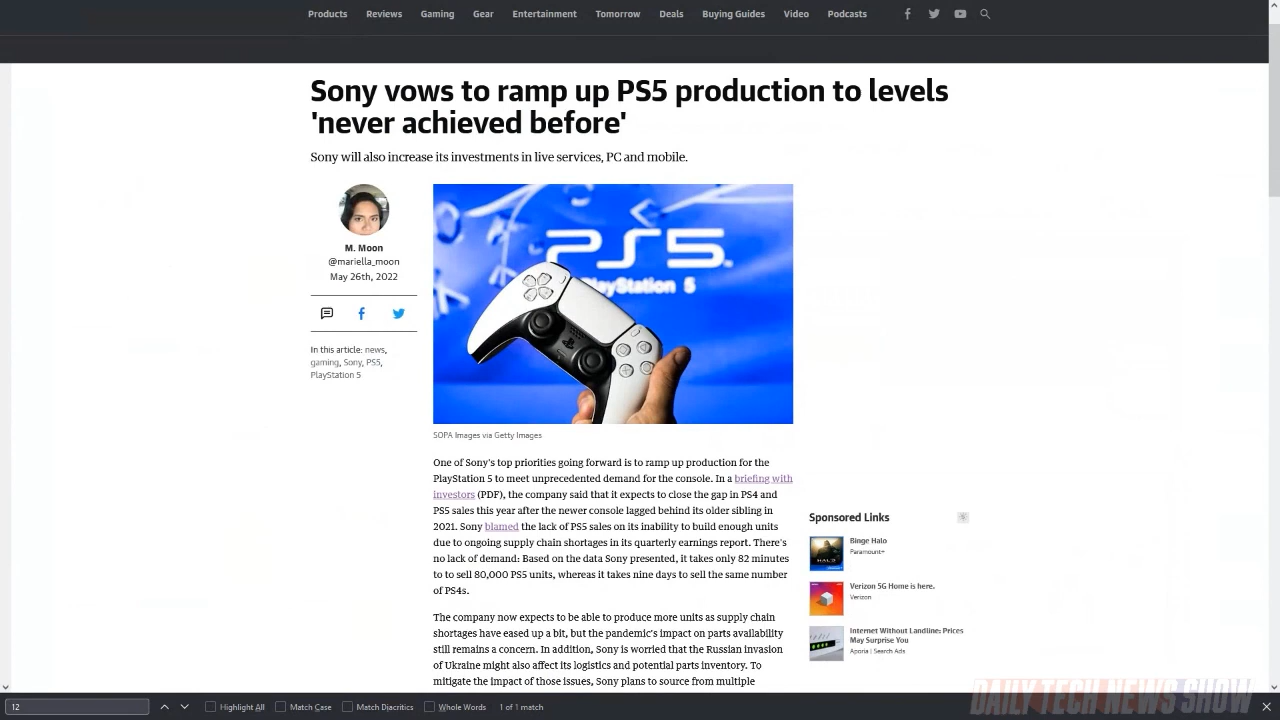 Products Reviews Gaming Gear Entertainment Tomorrow Deals Buying Guides Video Podcasts
Sony vows to ramp up PS5 production to levels
'never achieved before'
Sony will also increase its investments in live services, PC and mobile.
M. Moon
@mariella_moon
May 26th, 2022
In this article: news,
gaming, Sony, PS5,
PlayStation 5
PS5.
PlayStation 5
SOPA Images via Getty Images
One of Sony's top priorities going forward is to ramp up production for the
PlayStation 5 to meet unprecedented demand for the console. In a briefing with
investors (PDF), the company said that it expects to close the gap in PS4 and
PS5 sales this year after the newer console lagged behind its older sibling in
2021. Sony blamed the lack of PS5 sales on its inability to build enough units
due to ongoing supply chain shortages in its quarterly earnings report. There's
no lack of demand: Based on the data Sony presented, it takes only 82 minutes
to to sell 80,000 PS5 units, whereas it takes nine days to sell the same number
of PS4s.
The company now expects to be able to produce more units as supply chain
shortages have eased up a bit, but the pandemic's impact on parts availability
still remains a concern. In addition, Sony is worried that the Russian invasion
of Ukraine might also affect its logistics and potential parts inventory. To
mitigate the impact of those issues, Sony plans to source from multiple
Sponsored Links
Binge Halo
Paramount+
HALO
Verizon 5G Home is here.
Verizon
Internet Without Landline: Prices
May Surprise You
Aporia | Search Ads
12 Highlight All Match Case Match Diacritics Whole Words 1 of 1 match
DAILY TECH NEWS SHOW